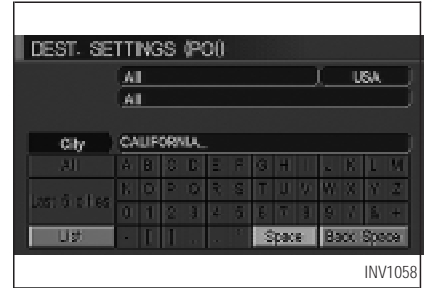 DEST. SETTINGS (POI)
All USA
All
City CALIFORNIA_
All A B C D E F G H I J K L M
Last 5 cities N O P Q R S T U V W X Y Z
0 1 2 3 4 5 6 7 8 9 / & +
List - [ ] . , ' Space Back Space
INV1058